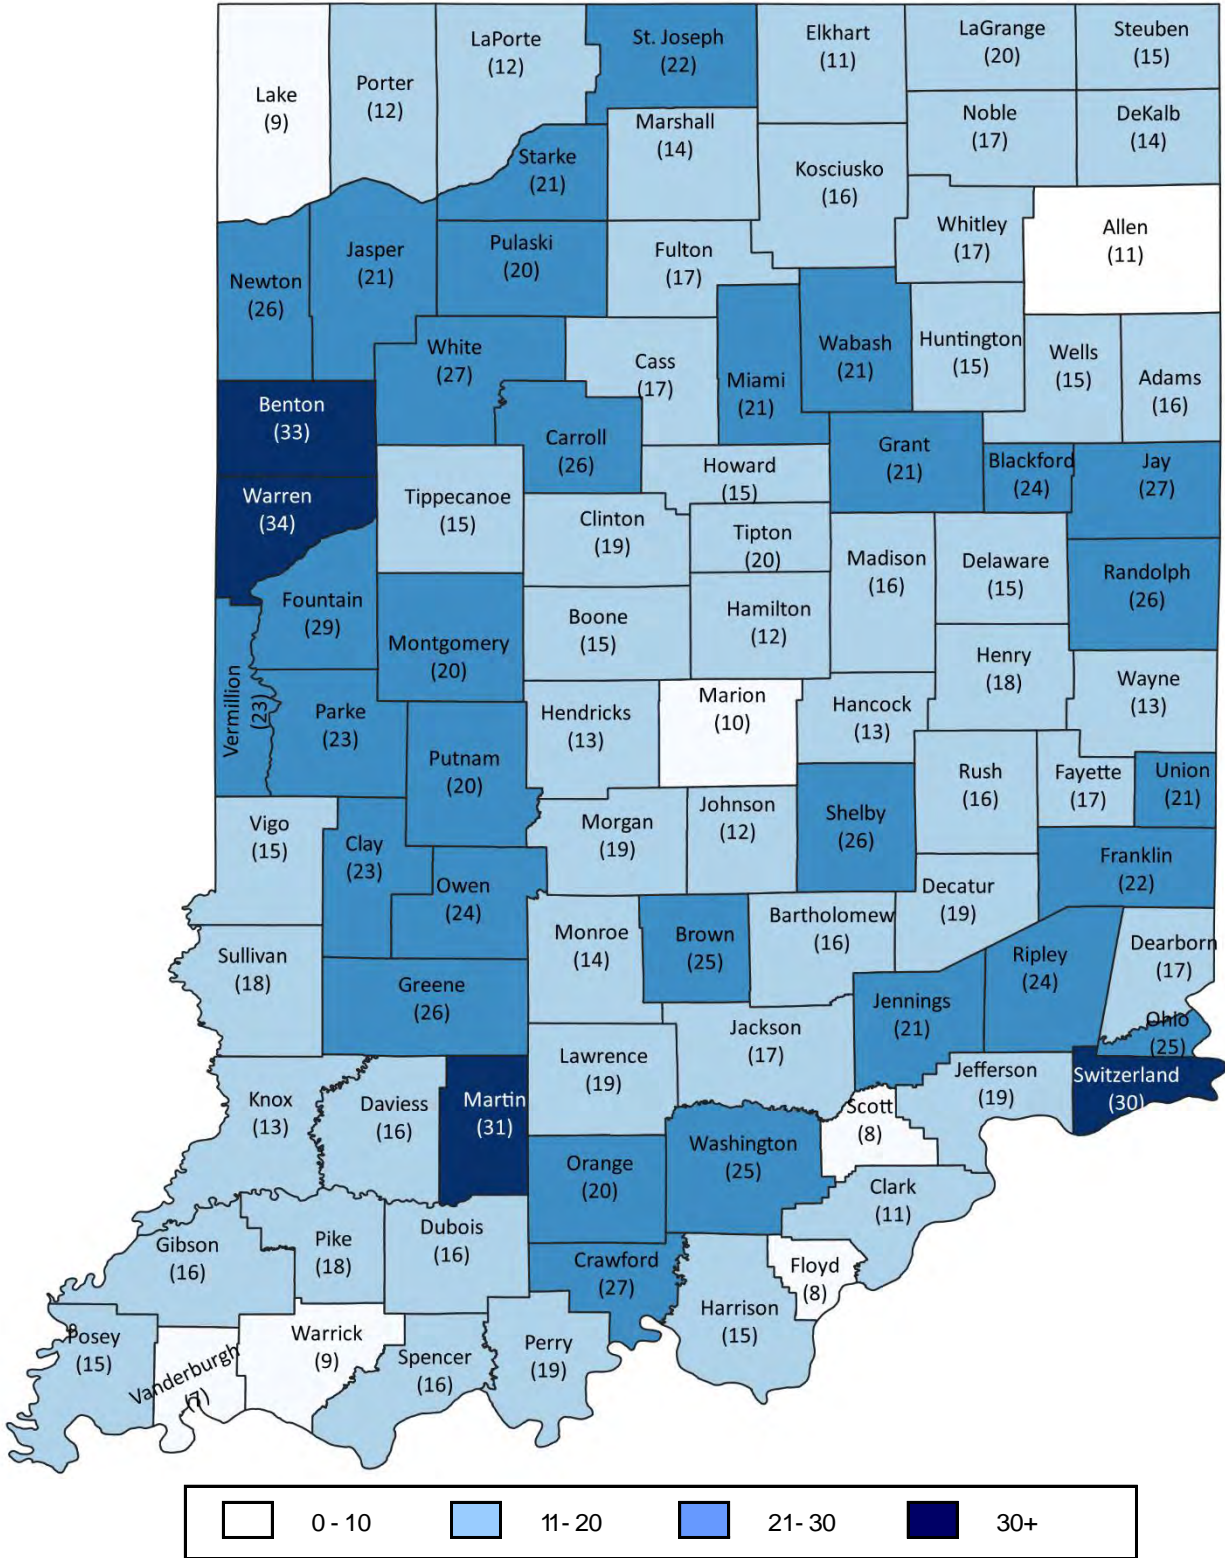 Lake
(9)
Porter
(12)
LaPorte
(12)
St. Joseph
(22)
Elkhart
(11)
LaGrange
(20)
Steuben
(15)
Noble
(17)
DeKalb
(14)
Marshall
(14)
Starke
(21)
Kosciusko
(16)
Whitley
(17)
Allen
(11)
Newton
(26)
Jasper
(21)
Pulaski
(20)
Fulton
(17)
White
(27)
Cass
(17)
Miami
(21)
Wabash
(21)
Huntington
(15)
Wells
(15)
Adams
(16)
Benton
(33)
Carroll
(26)
Grant
(21)
Blackford
(24)
Jay
(27)
Warren
(34)
Tippecanoe
(15)
Howard
(15)
Clinton
(19)
Tipton
(20)
Madison
(16)
Delaware
(15)
Randolph
(26)
Fountain
(29)
Montgomery
(20)
Boone
(15)
Hamilton
(12)
Henry
(18)
Wayne
(13)
Vermillion
(23)
Parke
(23)
Putnam
(20)
Hendricks
(13)
Marion
(10)
Hancock
(13)
Rush
(16)
Fayette
(17)
Union
(21)
Vigo
(15)
Clay
(23)
Owen
(24)
Morgan
(19)
Johnson
(12)
Shelby
(26)
Decatur
(19)
Franklin
(22)
Sullivan
(18)
Greene
(26)
Monroe
(14)
Brown
(25)
Bartholomew
(16)
Jennings
(21)
Ripley
(24)
Dearborn
(17)
Ohio
(25)
Knox
(13)
Daviess
(16)
Martin
(31)
Lawrence
(19)
Jackson
(17)
Scott
(8)
Jefferson
(19)
Switzerland
(30)
Orange
(20)
Washington
(25)
Clark
(11)
Gibson
(16)
Pike
(18)
Dubois
(16)
Crawford
(27)
Harrison
(15)
Floyd
(8)
Posey
(15)
Vanderburgh
(7)
Warrick
(9)
Spencer
(16)
Perry
(19)
0 - 10
11- 20
21- 30
30+